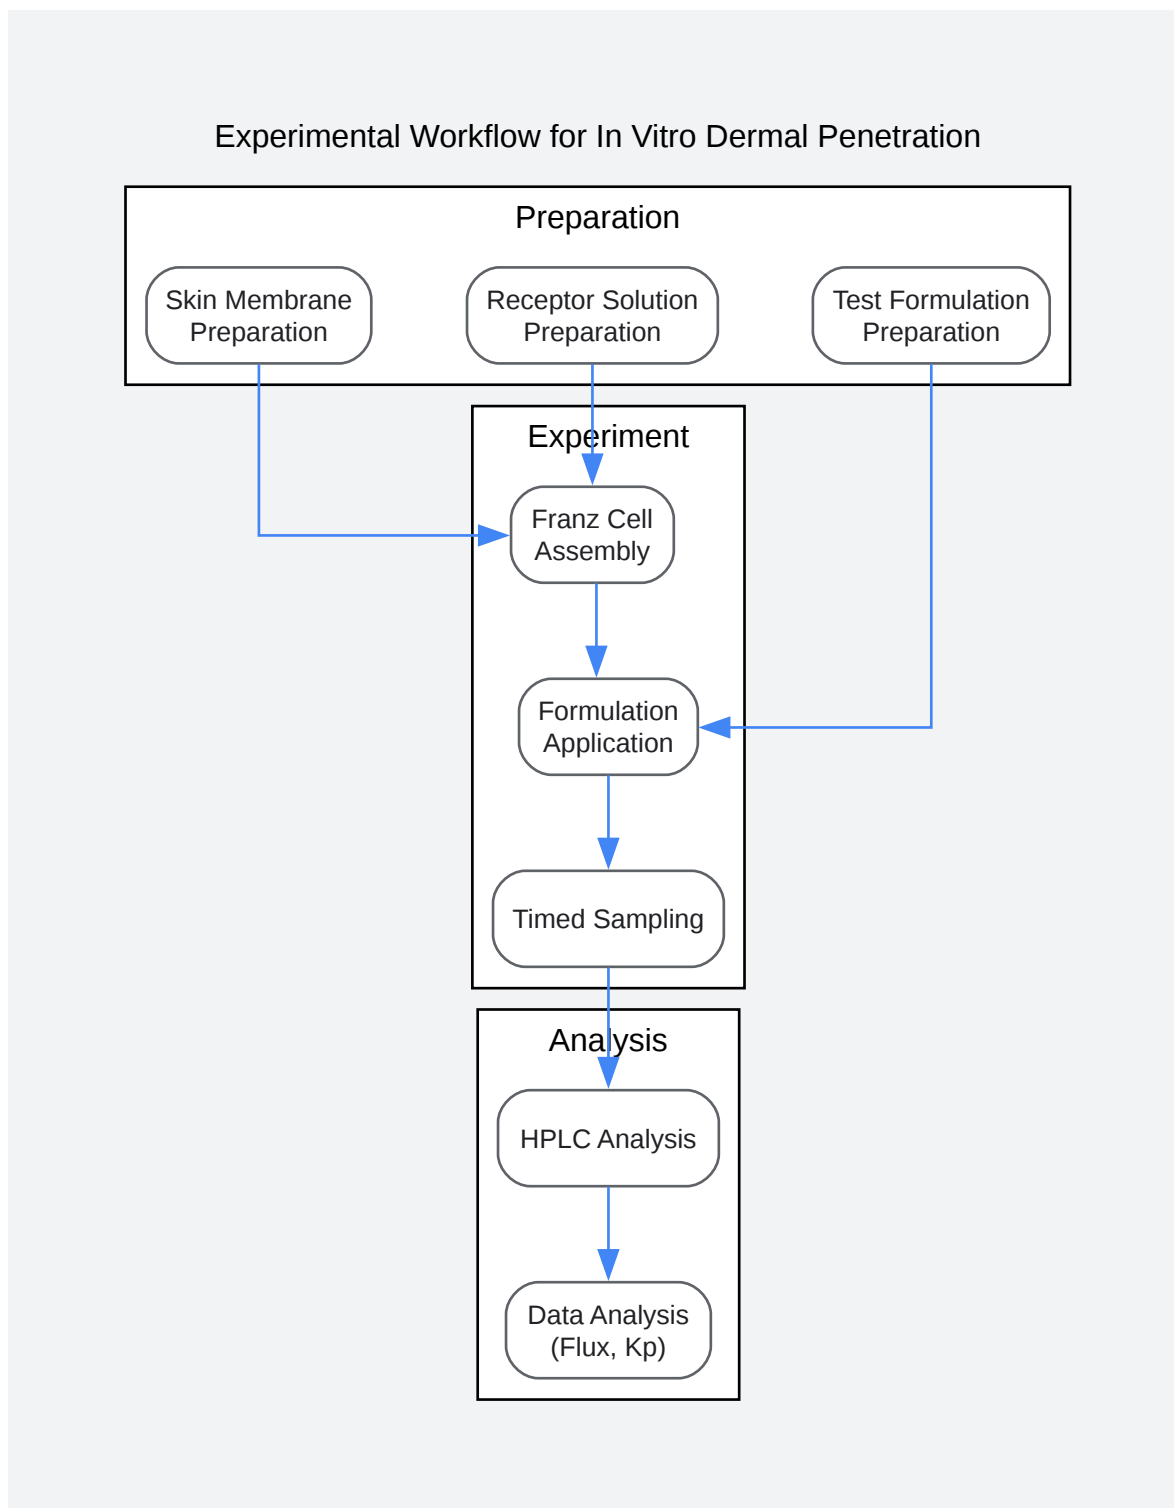 Experimental Workflow for In Vitro Dermal Penetration
Preparation
Skin Membrane
Preparation
Receptor Solution
Preparation
Test Formulation
Preparation
Experiment
Franz Cell
Assembly
Formulation
Application
Timed Sampling
Analysis
HPLC Analysis
Data Analysis
(Flux, Kp)